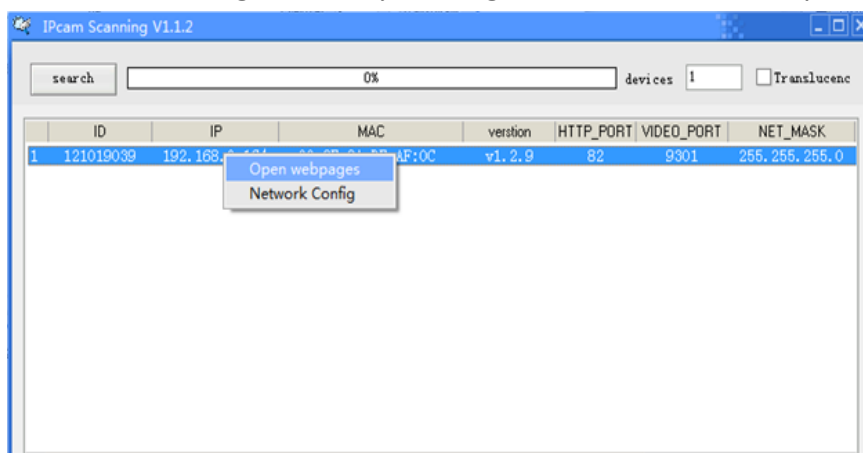 IPcam Scanning V1.1.2
search 0% devices 1 Translucenc
ID IP MAC verstion HTTP_PORT VIDEO_PORT NET_MASK
1 121019039 192.168. AF:0C v1.2.9 82 9301 255.255.255.0
Open webpages
Network Config